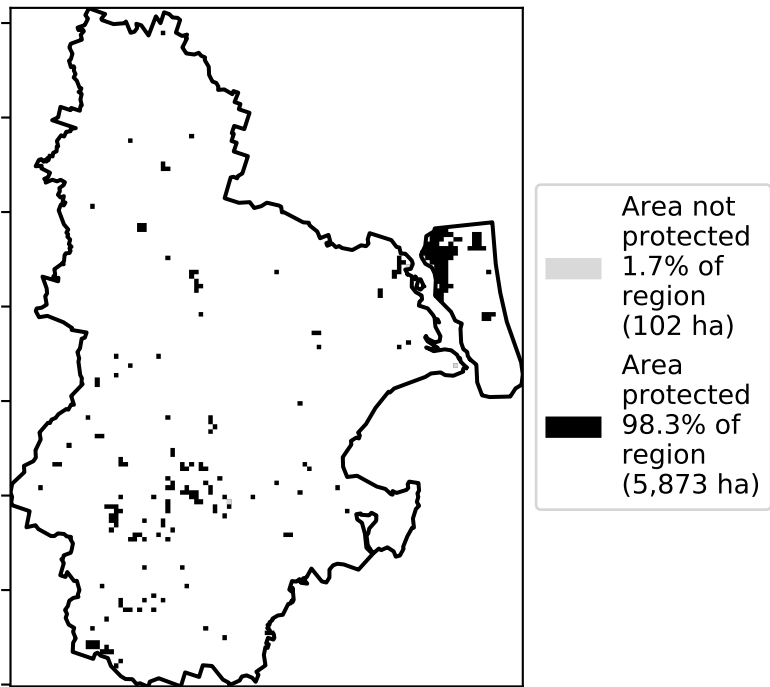 Area not
protected
1.7% of
region
(102 ha)
Area
protected
98.3% of
region
(5,873 ha)